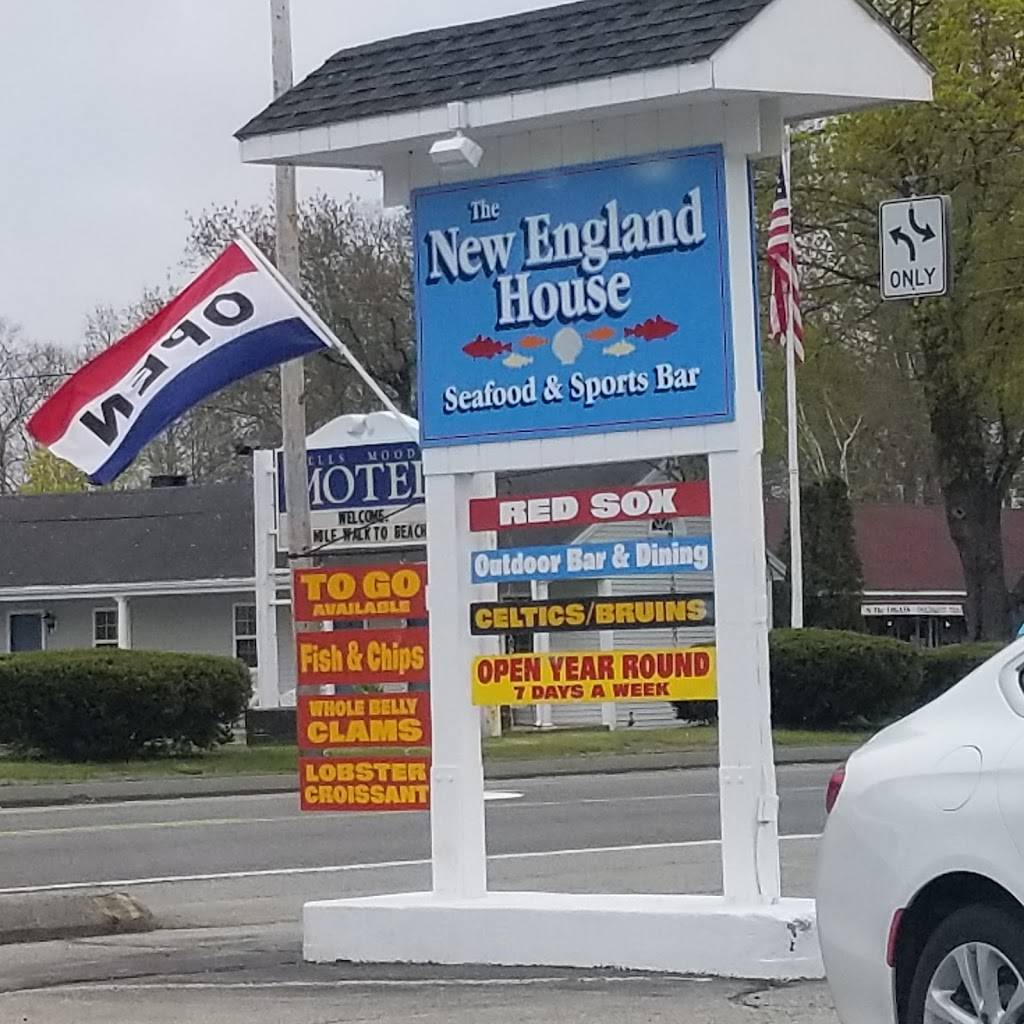 The
New England
House
Seafood & Sports Bar
OPEN
ONLY
MOTEL
WELCOME
MILE WALK TO BEACH
RED SOX
Outdoor Bar & Dining
CELTICS/BRUINS
OPEN YEAR ROUND
7 DAYS A WEEK
TO GO
AVAILABLE
Fish & Chips
WHOLE BELLY
CLAMS
LOBSTER
CROISSANT